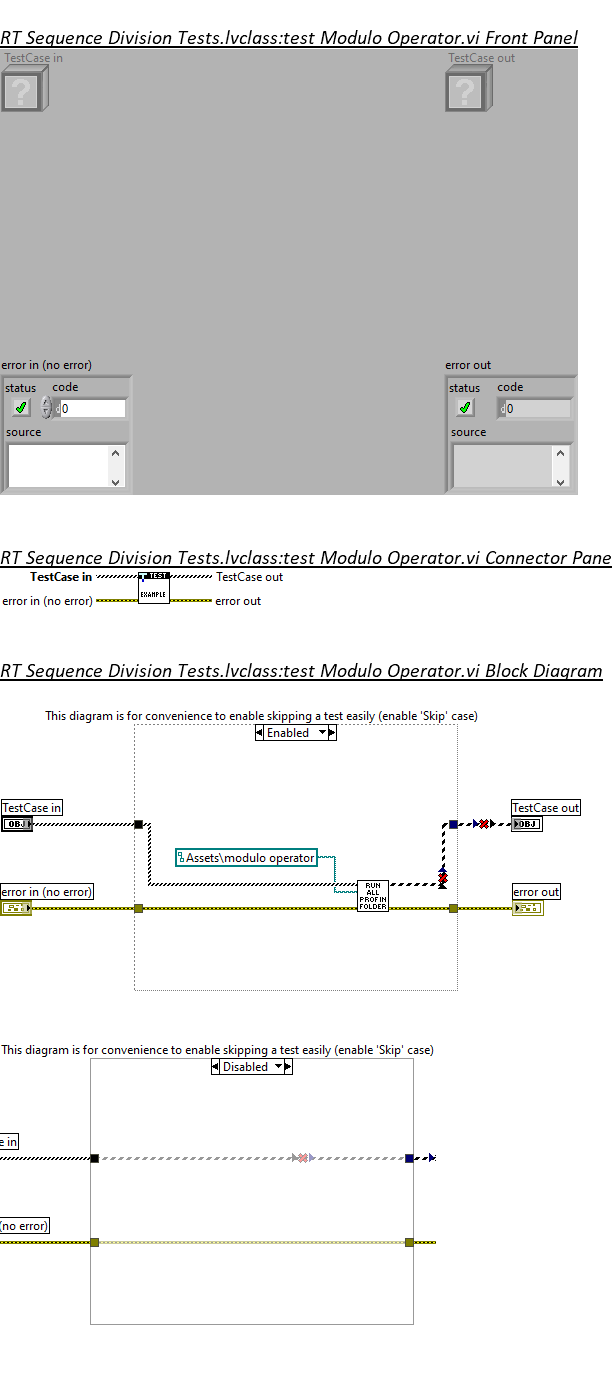 RT Sequence Division Tests.lvclass:test Modulo Operator.vi Front Panel
TestCase in
TestCase out
?
?
error in (no error)
error out
status code
status code
d0
d0
source
source
RT Sequence Division Tests.lvclass:test Modulo Operator.vi Connector Pane
TestCase in
TEST
TestCase out
error in (no error)
EXAMPLE
error out
RT Sequence Division Tests.lvclass:test Modulo Operator.vi Block Diagram
This diagram is for convenience to enable skipping a test easily (enable 'Skip' case)
Enabled
TestCase in
TestCase out
OBJ
OBJ
Assets\modulo operator
error in (no error)
RUN
ALL
PROFIN
FOLDER
error out
This diagram is for convenience to enable skipping a test easily (enable 'Skip' case)
Disabled
e in
(no error)